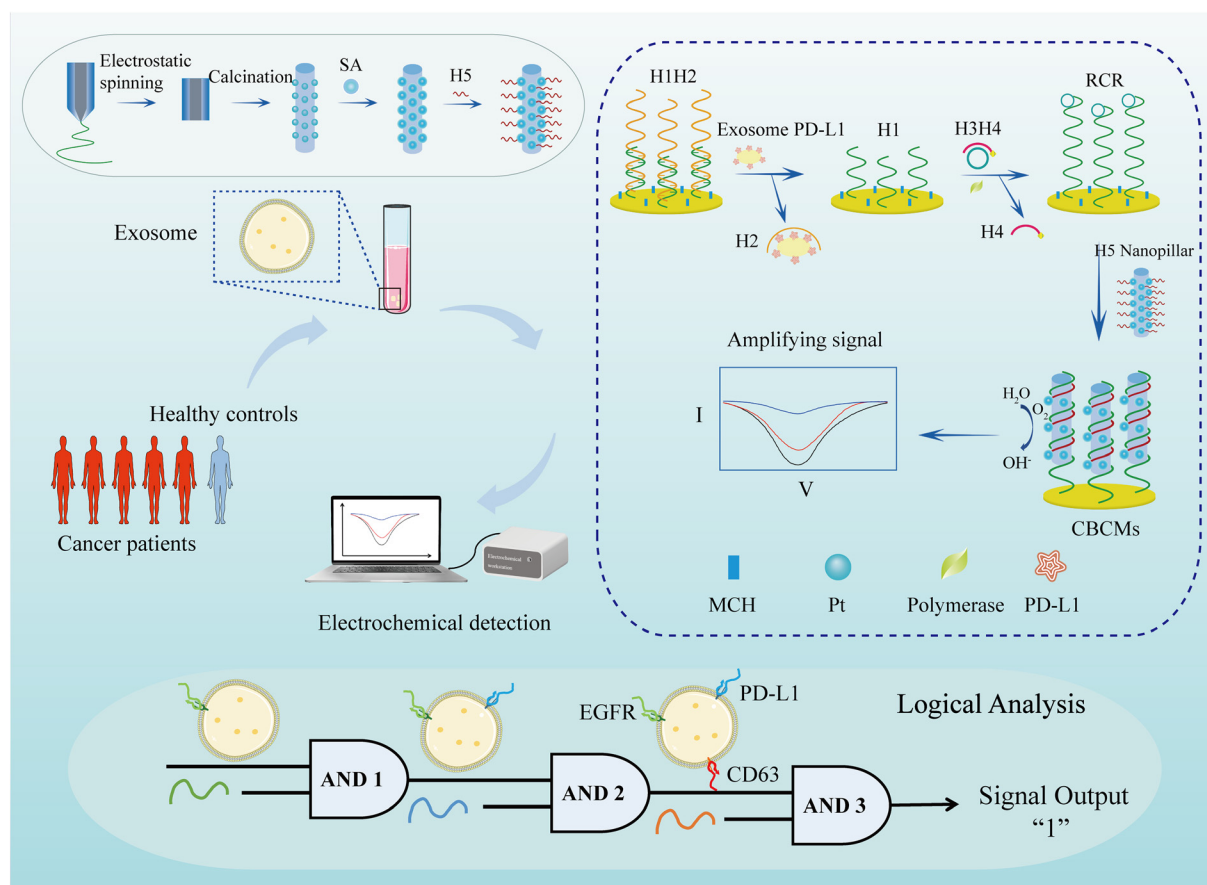 Electrostatic
spinning
Calcination
SA
H5
Exosome
Healthy controls
Cancer patients
Electrochemical
workstation
Electrochemical detection
H1H2
Exosome PD-L1
H2
H1
H3H4
H4
RCR
H5 Nanopillar
H₂O
O₂
OH⁻
CBCMs
Amplifying signal
I
V
MCH
Pt
Polymerase
PD-L1
Logical Analysis
EGFR
PD-L1
CD63
AND 1
AND 2
AND 3
Signal Output
“1”